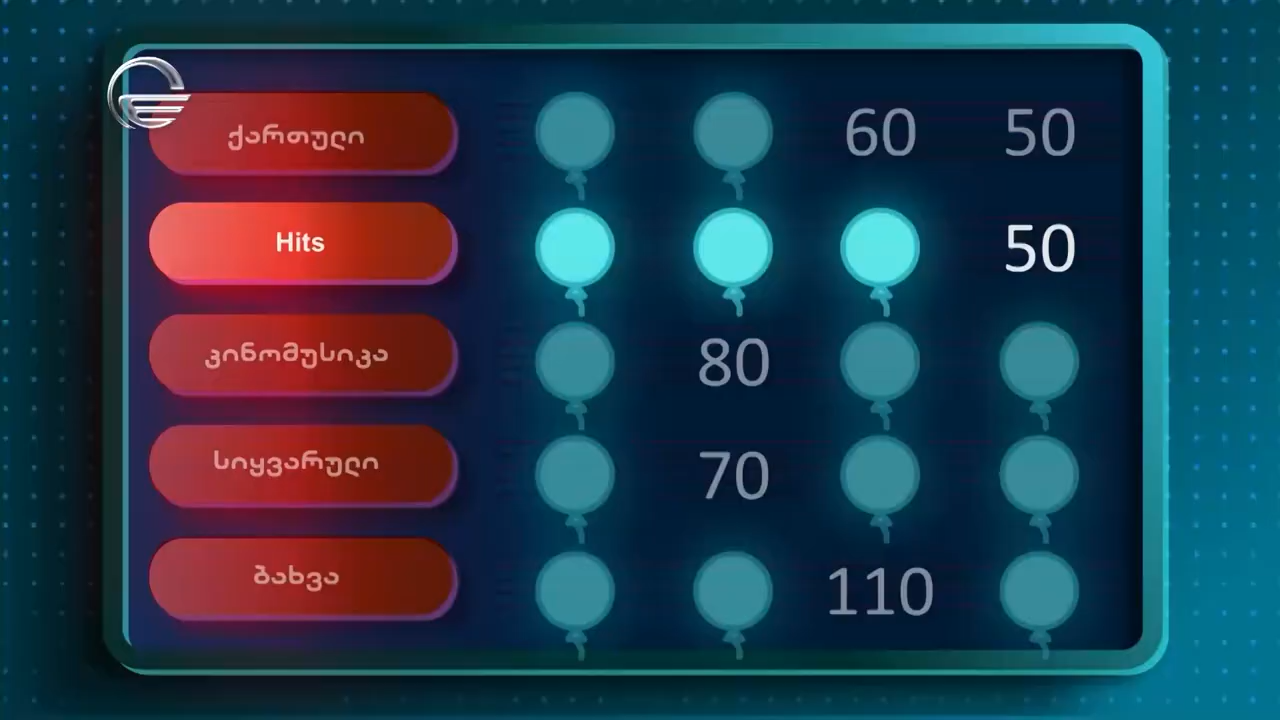 ქართული 60 50
Hits 50
კინომუსიკა 80
სიყვარული 70
ბახვა 110